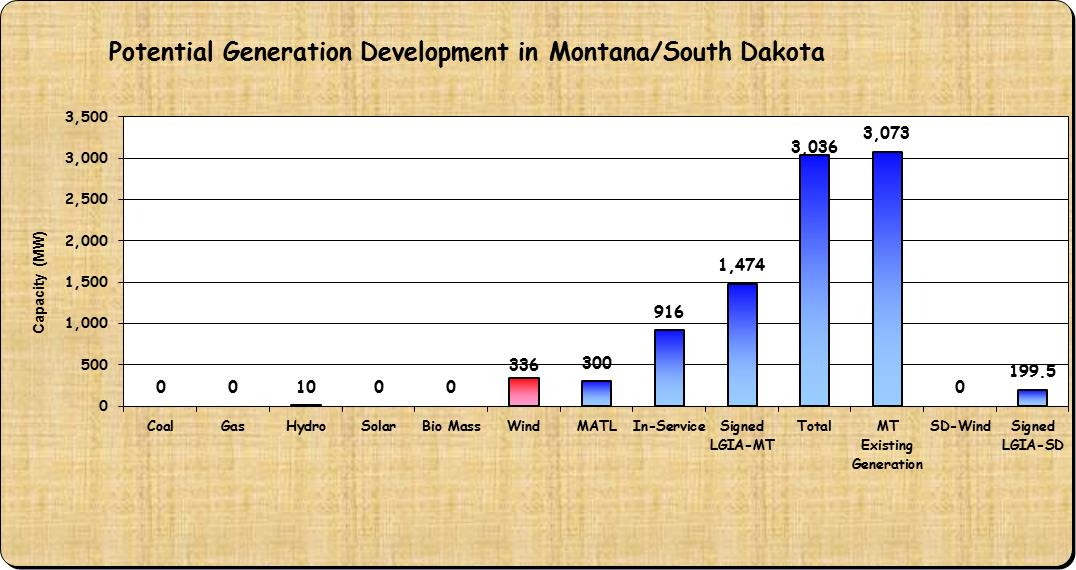 Potential Generation Development in Montana/South Dakota
Capacity (MW)
3,500
3,000
2,500
2,000
1,500
1,000
500
0
0
0
10
0
0
336
300
916
1,474
3,036
3,073
0
199.5
Coal
Gas
Hydro
Solar
Bio Mass
Wind
MATL
In-Service
Signed
LGIA-MT
Total
MT
Existing
Generation
SD-Wind
Signed
LGIA-SD